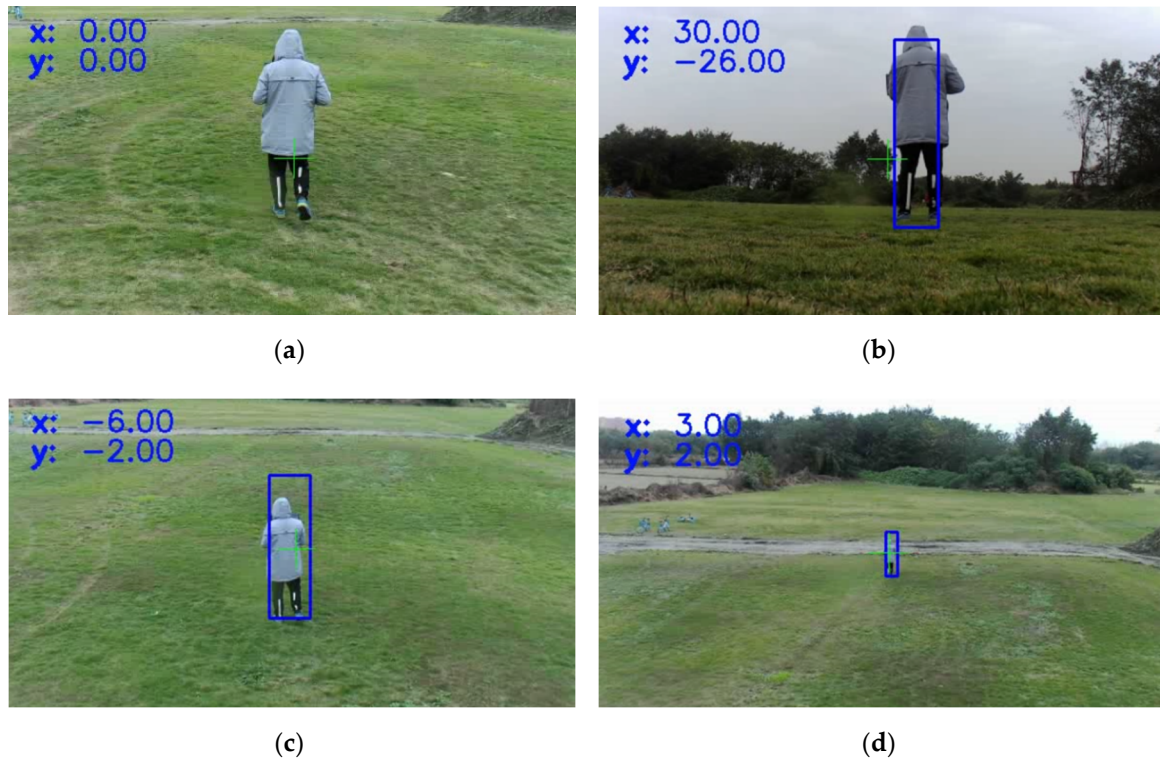 x: 0.00
y: 0.00
x: 30.00
y: −26.00
(a)
(b)
x: −6.00
y: −2.00
x: 3.00
y: 2.00
(c)
(d)